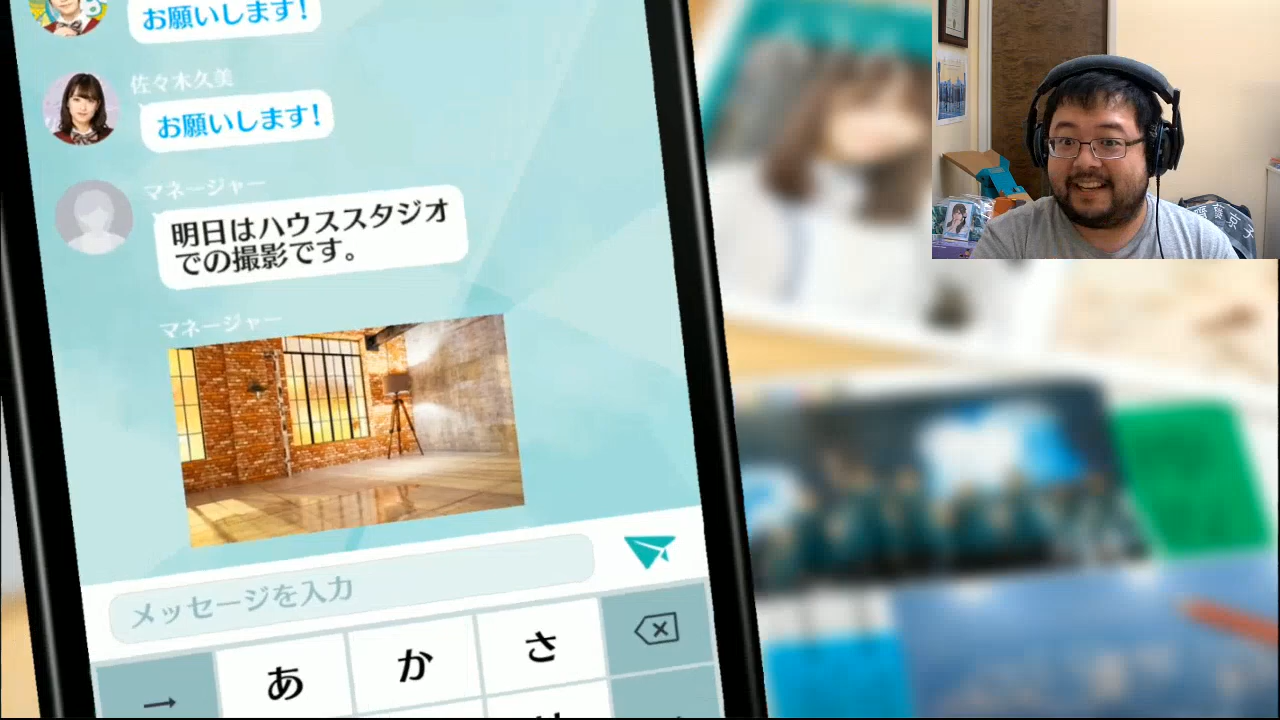 お願いします!
佐々木久美
お願いします!
マネージャー
明日はハウススタジオ
での撮影です。
マネージャー
メッセージを入力
→
あ
か
さ